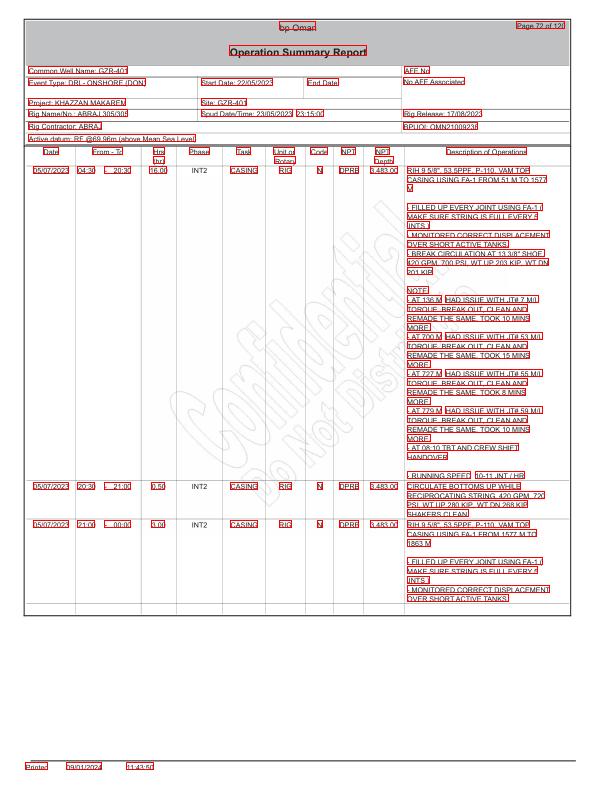 bp Oman
Page 72 of 120
Operation Summary Report
Common Well Name: GZR-401
AFE No
Event Type: DRL- ONSHORE (DON)
Start Date: 22/05/2023
End Date:
No AFE Associated
Project: KHAZZAN MAKAREM
Site: GZR-401
Rig Name/No.: ABRAJ 305/305
Spud Date/Time: 23/05/2023 23:15:00
Rig Release: 17/08/2023
Rig Contractor: ABRAJ
BPUOI: OMN21009236
Active datum: RF @69.96m (above Mean Sea Level)
Date From - To Hrs (hr) Phase Task Unit or Rotary Code NPT NPT Depth Description of Operations
05/07/2023 04:30 - 20:30 16.00 INT2 CASING RIG N DPRB 3,483.00 RIH 9 5/8", 53.5PPF, P-110, VAM TOP
CASING USING FA-1 FROM 51 M TO 1577
M
- FILLED UP EVERY JOINT USING FA-1 (
MAKE SURE STRING IS FULL EVERY 5
JNTS )
- MONITORED CORRECT DISPLACEMENT
OVER SHORT ACTIVE TANKS.
- BREAK CIRCULATION AT 13 3/8" SHOE,
420 GPM, 700 PSI, WT UP 203 KIP, WT DN
201 KIP
NOTE:
- AT 136 M HAD ISSUE WITH JT# 7 M/U
TORQUE, BREAK OUT, CLEAN AND
REMADE THE SAME, TOOK 10 MINS
MORE.
- AT 700 M HAD ISSUE WITH JT# 53 M/U
TORQUE, BREAK OUT, CLEAN AND
REMADE THE SAME, TOOK 15 MINS
MORE.
- AT 727 M HAD ISSUE WITH JT# 55 M/U
TORQUE, BREAK OUT, CLEAN AND
REMADE THE SAME, TOOK 8 MINS
MORE.
- AT 779 M HAD ISSUE WITH JT# 59 M/U
TORQUE, BREAK OUT, CLEAN AND
REMADE THE SAME, TOOK 10 MINS
MORE.
- AT 08:10 TBT AND CREW SHIFT
HANDOVER
- RUNNING SPEED 10-11 JNT / HR
05/07/2023 20:30 - 21:00 0.50 INT2 CASING RIG N DPRB 3,483.00 CIRCULATE BOTTOMS UP WHILE
RECIPROCATING STRING, 420 GPM, 720
PSI, WT UP 280 KIP, WT DN 268 KIP
SHAKERS CLEAN
05/07/2023 21:00 - 00:00 3.00 INT2 CASING RIG N DPRB 3,483.00 RIH 9 5/8", 53.5PPF, P-110, VAM TOP
CASING USING FA-1 FROM 1577 M TO
1863 M
- FILLED UP EVERY JOINT USING FA-1 (
MAKE SURE STRING IS FULL EVERY 5
JNTS )
- MONITORED CORRECT DISPLACEMENT
OVER SHORT ACTIVE TANKS.
Confidential
Do Not Distribute
Printed 09/01/2024 11:43:50